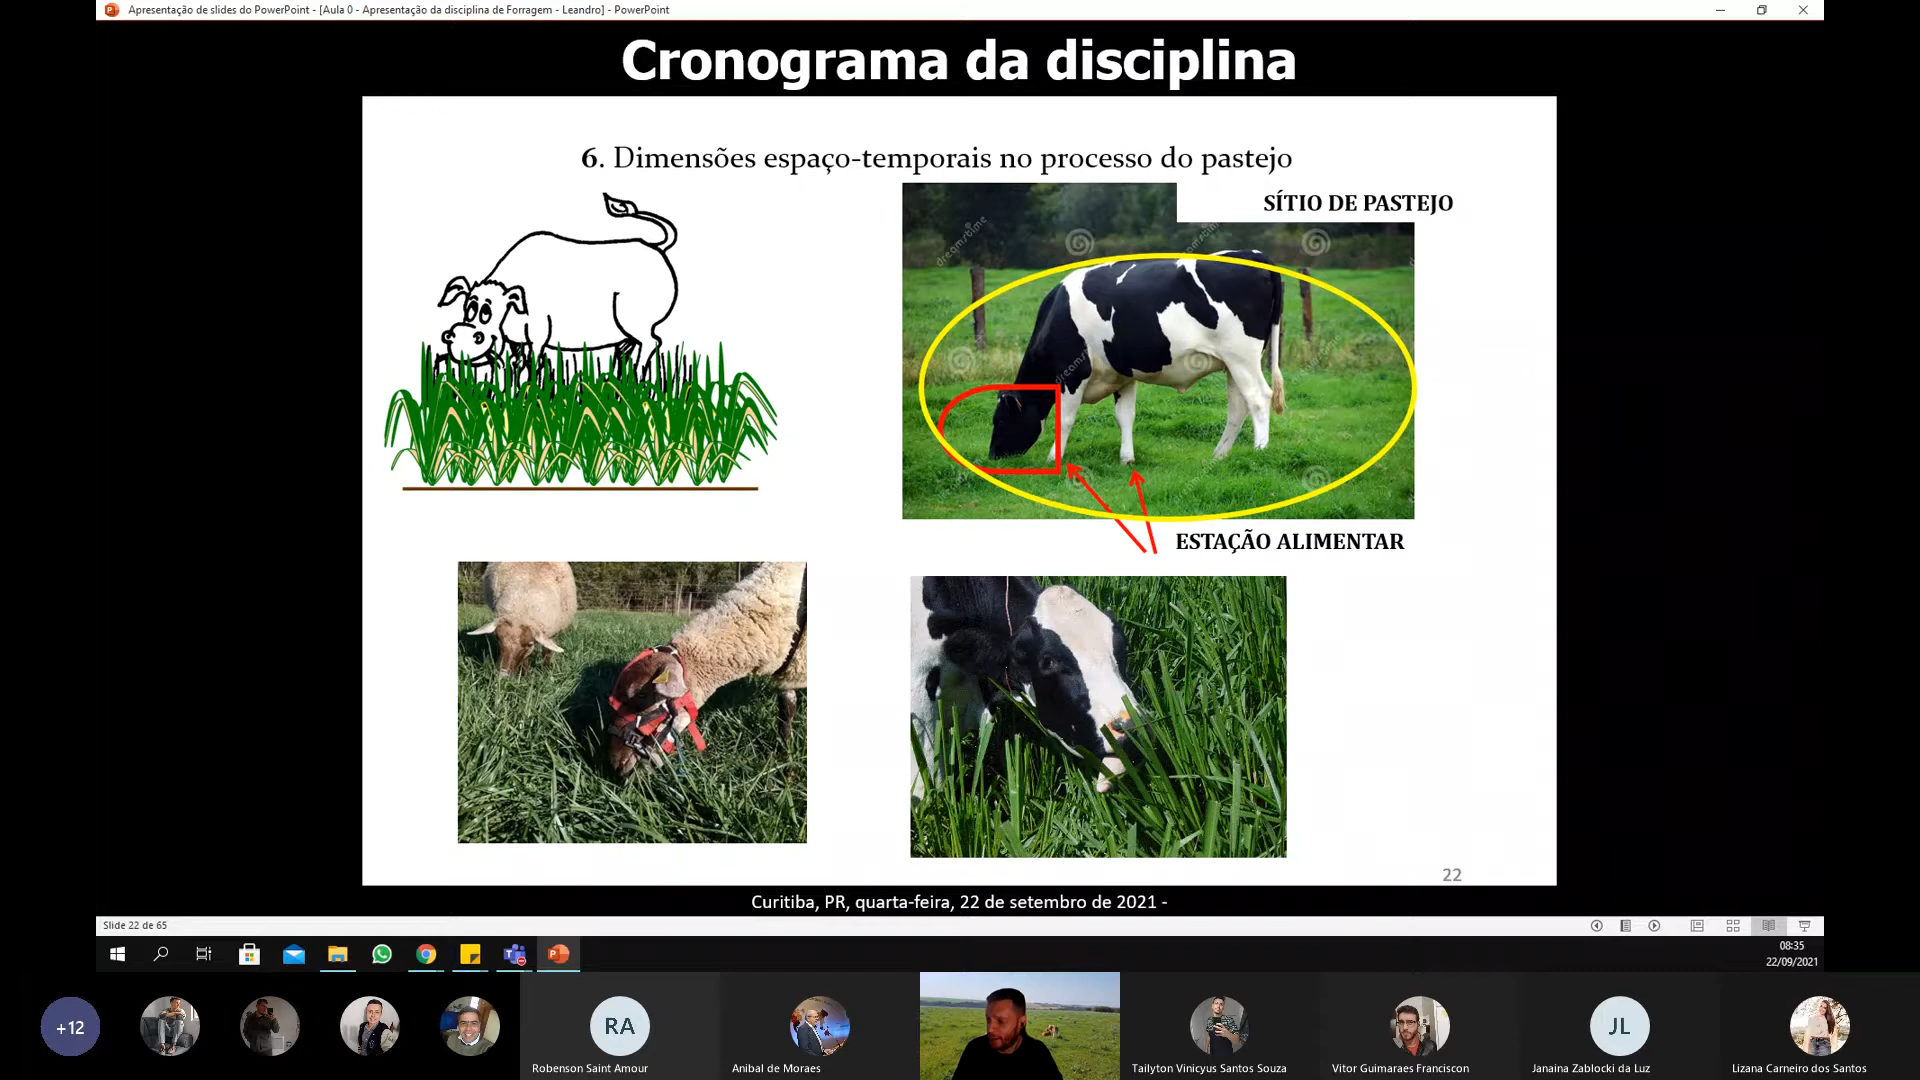 Apresentação de slides do PowerPoint - [Aula 0 - Apresentação da disciplina de Forragem - Leandro] - PowerPoint
Cronograma da disciplina
6. Dimensões espaço-temporais no processo do pastejo
SÍTIO DE PASTEJO
dreamstime
dreamstime
dreamstime
ESTAÇÃO ALIMENTAR
22
Curitiba, PR, quarta-feira, 22 de setembro de 2021 -
Slide 22 de 65
08:35
22/09/2021
+12
RA
JL
Robenson Saint Amour
Anibal de Moraes
Tailyton Vinicyus Santos Souza
Vitor Guimaraes Franciscon
Janaina Zablocki da Luz
Lizana Carneiro dos Santos